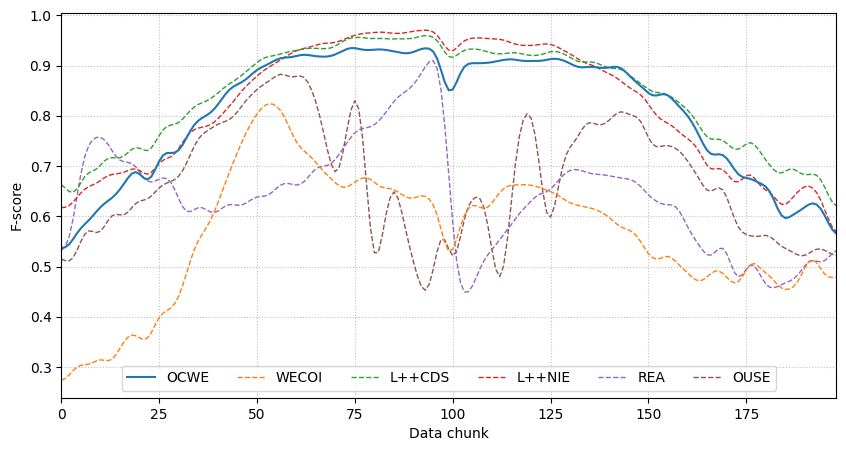 1.0
0.9
0.8
0.7
0.6
0.5
0.4
0.3
F-score
OCWE WECOI L++CDS L++NIE REA OUSE
0 25 50 75 100 125 150 175
Data chunk